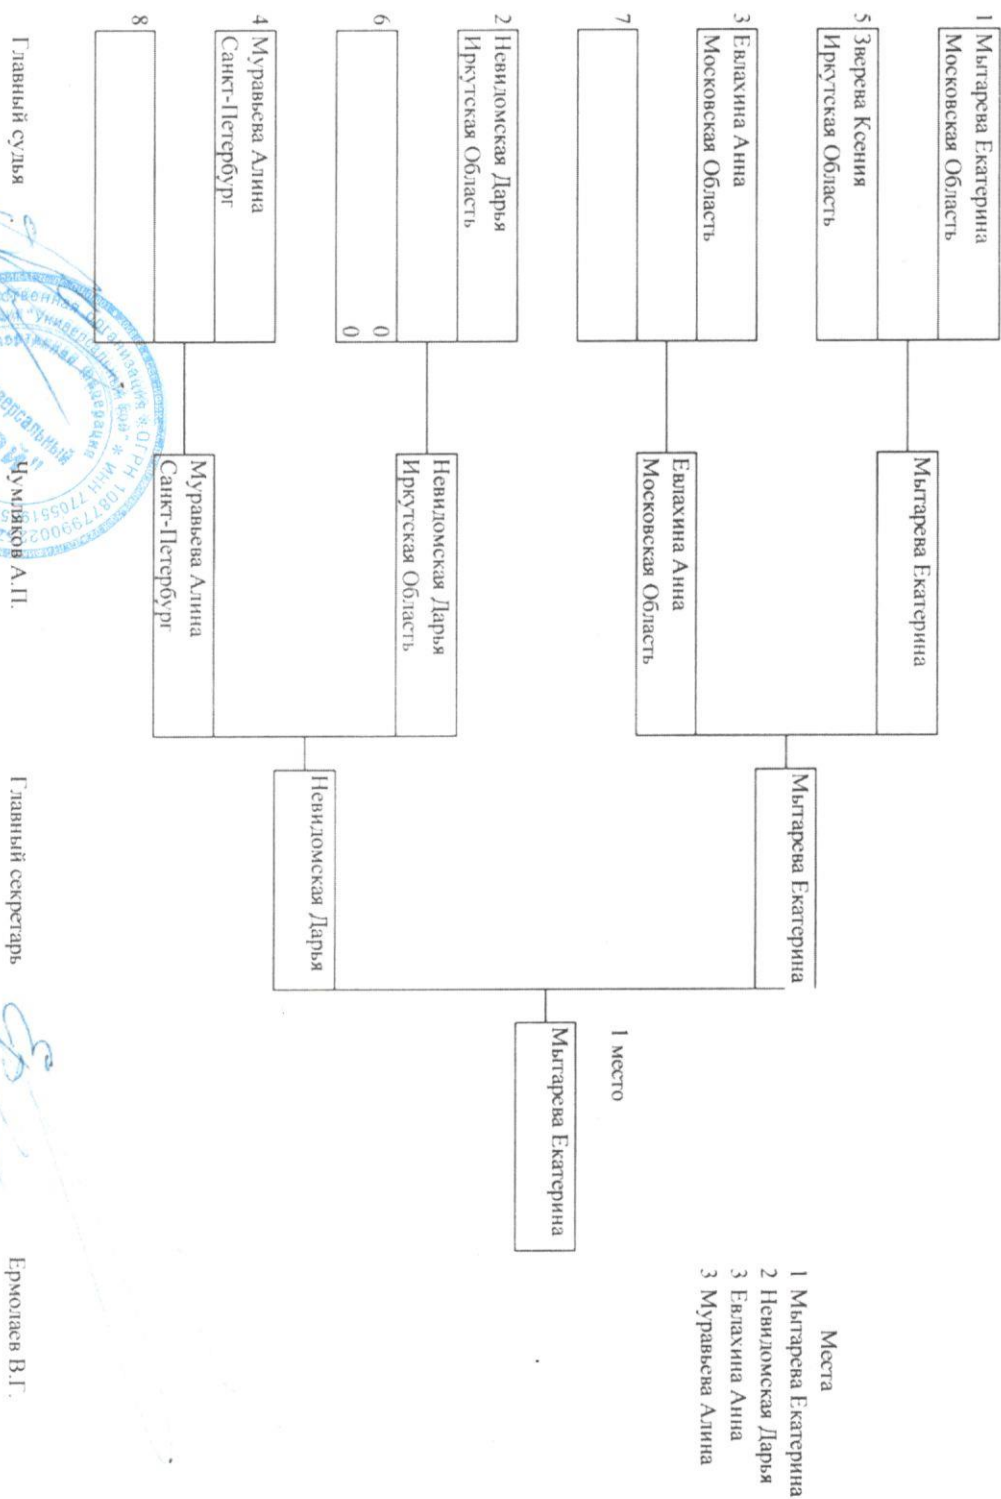 1 Мытарева Екатерина
Московская Область
5 Зверева Ксения
Иркутская Область
3 Евлахина Анна
Московская Область
7
2 Невидомская Дарья
Иркутская Область
6
0
0
4 Муравьева Алина
Санкт-Петербург
8
Мытарева Екатерина
Евлахина Анна
Московская Область
Невидомская Дарья
Иркутская Область
Муравьева Алина
Санкт-Петербург
Мытарева Екатерина
Невидомская Дарья
1 место
Мытарева Екатерина
Места
1 Мытарева Екатерина
2 Невидомская Дарья
3 Евлахина Анна
3 Муравьева Алина
Главный судья
Чумляков А.П.
Главный секретарь
Ермолаев В.Г.